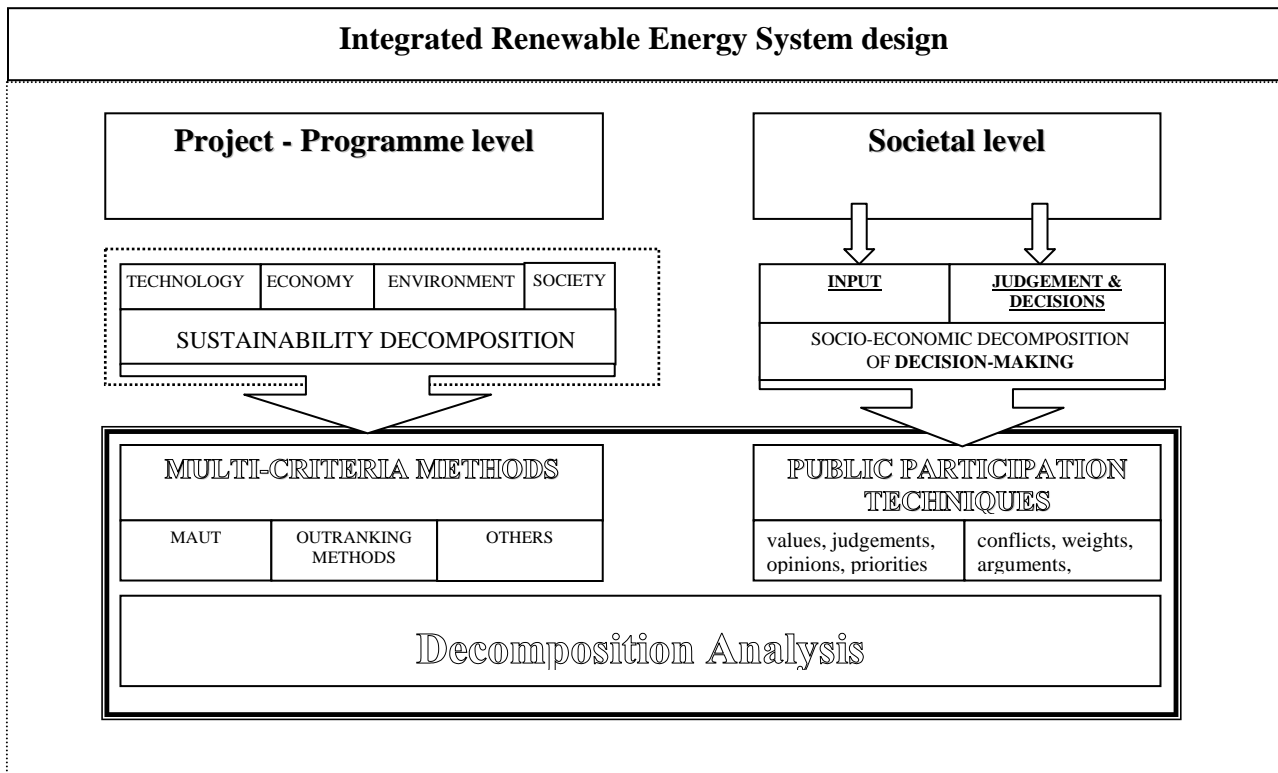 Integrated Renewable Energy System design
Project - Programme level
Societal level
TECHNOLOGY
ECONOMY
ENVIRONMENT
SOCIETY
SUSTAINABILITY DECOMPOSITION
INPUT
JUDGEMENT &
DECISIONS
SOCIO-ECONOMIC DECOMPOSITION
OF DECISION-MAKING
MULTI-CRITERIA METHODS
MAUT
OUTRANKING
METHODS
OTHERS
PUBLIC PARTICIPATION
TECHNIQUES
values, judgements,
opinions, priorities
conflicts, weights,
arguments,
Decomposition Analysis